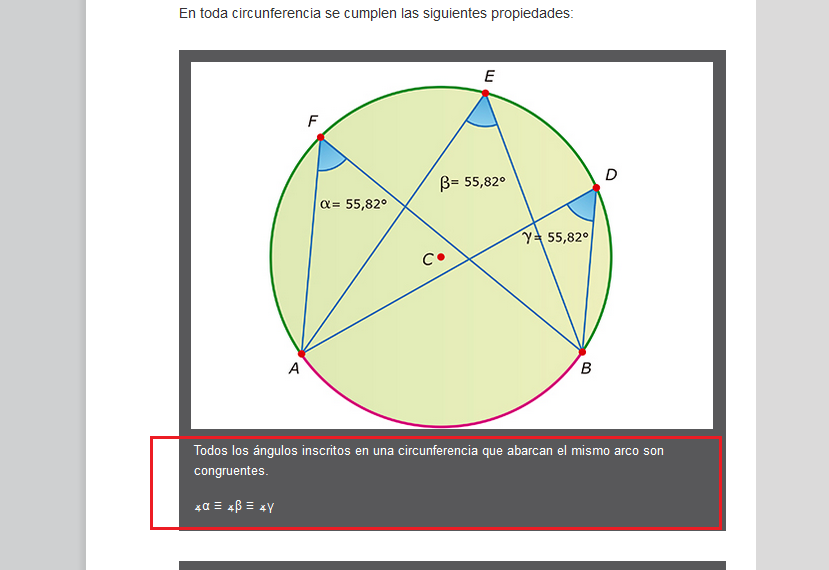 En toda circunferencia se cumplen las siguientes propiedades:
E
F
D
β= 55,82°
α= 55,82°
γ= 55,82°
C
A
B
Todos los ángulos inscritos en una circunferencia que abarcan el mismo arco son
congruentes.
∡α ≡ ∡β ≡ ∡γ